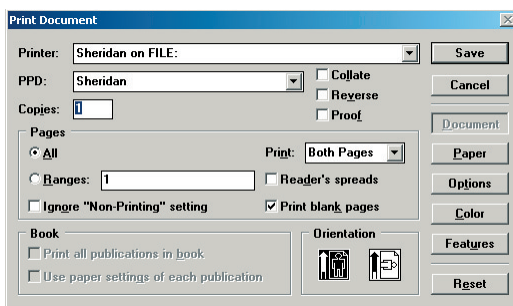 Print Document
Printer: Sheridan on FILE: Save
PPD: Sheridan Collate Cancel
Reverse
Copies: 1 Proof Document
Pages
All Print: Both Pages Paper
Ranges: 1 Reader's spreads Options
Ignore "Non-Printing" setting Print blank pages Color
Book Orientation Features
Print all publications in book
Use paper settings of each publication Reset